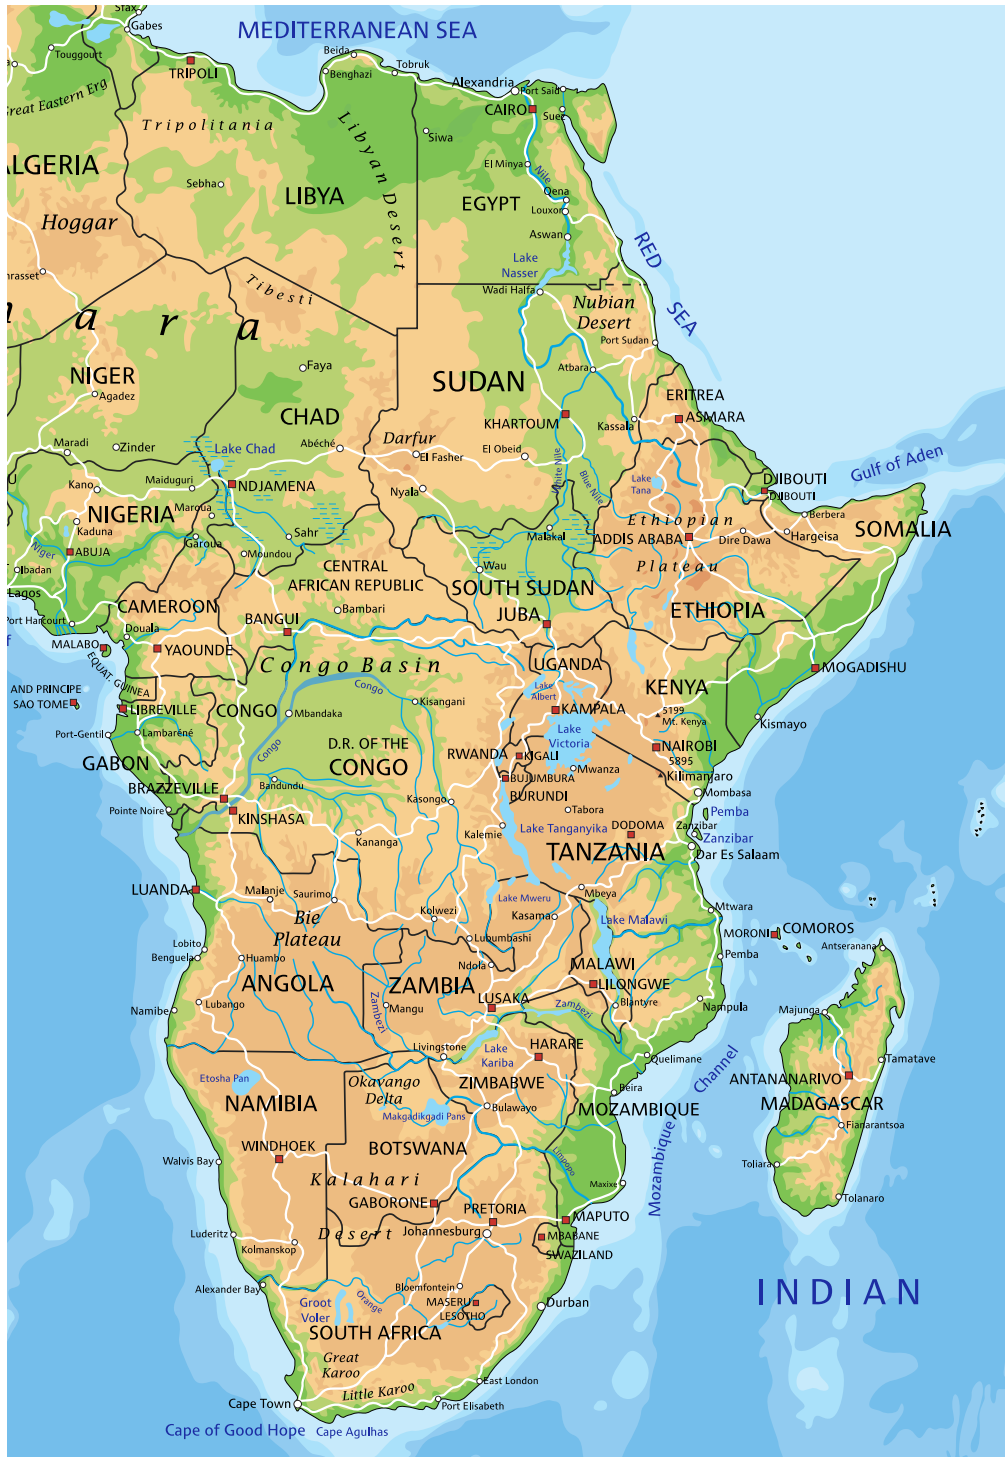 MEDITERRANEAN SEA
Sfax
Gabes
Touggourt
TRIPOLI
Beida
Benghazi
Tobruk
Alexandria
Port Said
CAIRO
Suez
Great Eastern Erg
Tripolitania
Libyan Desert
Siwa
ALGERIA
Sebha
LIBYA
El Minya
Nile
Qena
EGYPT
Louxor
Hoggar
Aswan
RED
SEA
Lake
Nasser
Wadi Halfa
Tibesti
Nubian
Desert
a r a
Port Sudan
Faya
Atbara
NIGER
Agadez
SUDAN
ERITREA
ASMARA
CHAD
KHARTOUM
Kassala
Maradi
Zinder
Lake Chad
Abéché
Darfur
El Fasher
El Obeid
White Nile
Blue Nile
Lake
Tana
Gulf of Aden
Kano
Maiduguri
NDJAMENA
Nyala
DJIBOUTI
DJIBOUTI
NIGERIA
Maroua
Berbera
Kaduna
Sahr
Malakal
Ethiopian
Plateau
ADDIS ABABA
Dire Dawa
Hargeisa
SOMALIA
Niger
ABUJA
Garoua
Moundou
Ibadan
CENTRAL
AFRICAN REPUBLIC
Wau
SOUTH SUDAN
Lagos
CAMEROON
Bambari
ETHIOPIA
Port Harcourt
Douala
BANGUI
JUBA
MALABO
YAOUNDE
EQUAT. GUINEA
Congo Basin
UGANDA
MOGADISHU
AND PRINCIPE
SAO TOME
LIBREVILLE
CONGO
Congo
Mbandaka
Kisangani
Lake
Albert
KAMPALA
KENYA
5199
Mt. Kenya
Kismayo
Port-Gentil
Lambaréné
GABON
Congo
D.R. OF THE
CONGO
Lake
Victoria
RWANDA
KIGALI
NAIROBI
5895
Kilimanjaro
BUJUMBURA
BURUNDI
Mwanza
BRAZZEVILLE
Bandundu
Mombasa
Pointe Noire
KINSHASA
Kasongo
Tabora
Pemba
Kananga
Kalemie
Lake Tanganyika
DODOMA
Zanzibar
Zanzibar
TANZANIA
Dar Es Salaam
LUANDA
Malanje
Saurimo
Lake Mweru
Mbeya
Bie
Plateau
Kolwezi
Kasama
Lake Malawi
Mtwara
MORONI
COMOROS
Lobito
Benguela
Huambo
Lubumbashi
Ndola
Pemba
Antseranana
ANGOLA
ZAMBIA
MALAWI
LILONGWE
Lubango
Zambezi
Mangu
LUSAKA
Zambezi
Blantyre
Nampula
Namibe
Majunga
Livingstone
Lake
Kariba
HARARE
Quelimane
Tamatave
Etosha Pan
Okavango
Delta
ZIMBABWE
Beira
ANTANANARIVO
NAMIBIA
Makgadikgadi Pans
Bulawayo
MOZAMBIQUE
MADAGASCAR
Fianarantsoa
Mozambique Channel
WINDHOEK
BOTSWANA
Limpopo
Walvis Bay
Toliara
Kalahari
Desert
Maxixe
GABORONE
PRETORIA
Tolanaro
MAPUTO
Luderitz
Johannesburg
MBABANE
SWAZILAND
Kolmanskop
Alexander Bay
Bloemfontein
INDIAN
Groot
Voler
Orange
MASERU
LESOTHO
Durban
SOUTH AFRICA
Great
Karoo
East London
Little Karoo
Cape Town
Port Elisabeth
Cape of Good Hope
Cape Agulhas